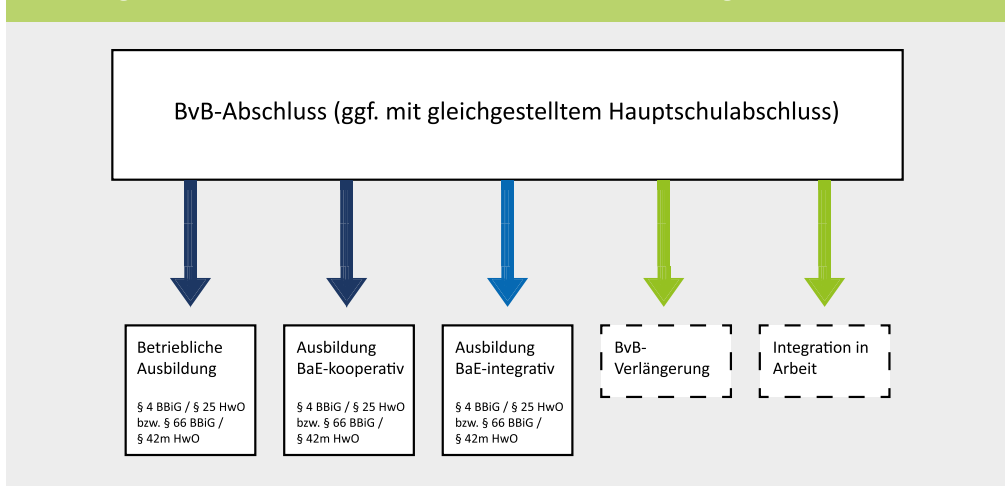 BvB-Abschluss (ggf. mit gleichgestelltem Hauptschulabschluss)
Betriebliche
Ausbildung
§ 4 BBiG / § 25 HwO
bzw. § 66 BBiG /
§ 42m HwO
Ausbildung
BaE-kooperativ
§ 4 BBiG / § 25 HwO
bzw. § 66 BBiG /
§ 42m HwO
Ausbildung
BaE-integrativ
§ 4 BBiG / § 25 HwO
bzw. § 66 BBiG /
§ 42m HwO
BvB-
Verlängerung
Integration in
Arbeit